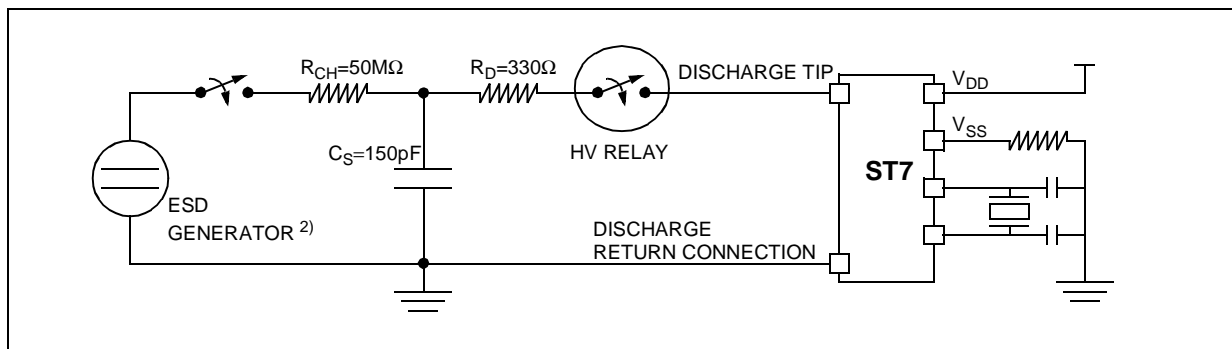 R_CH=50MΩ
R_D=330Ω
DISCHARGE TIP
V_DD
V_SS
C_S=150pF
HV RELAY
ST7
ESD
GENERATOR 2)
DISCHARGE
RETURN CONNECTION